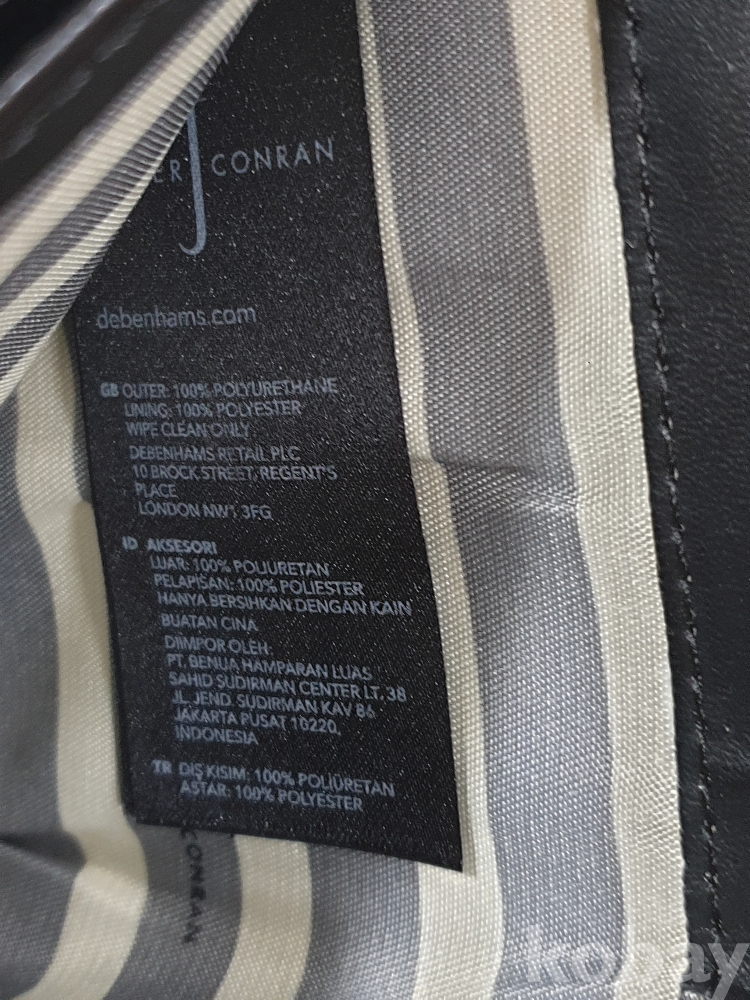 ER J CONRAN
debenhams.com
GB OUTER: 100% POLYURETHANE
LINING: 100% POLYESTER
WIPE CLEAN ONLY
DEBENHAMS RETAIL PLC
10 BROCK STREET, REGENT'S
PLACE
LONDON NW1 3FG
ID AKSESORI
LUAR: 100% POLIURETAN
PELAPISAN: 100% POLIESTER
HANYA BERSIHKAN DENGAN KAIN
BUATAN CINA
DIIMPOR OLEH:
PT. BENUA HAMPARAN LUAS
SAHID SUDIRMAN CENTER LT. 38
JL. JEND. SUDIRMAN KAV 86
JAKARTA PUSAT 10220,
INDONESIA
TR DIŞ KISIM: 100% POLIÜRETAN
ASTAR: 100% POLYESTER
CONRAN
kopay